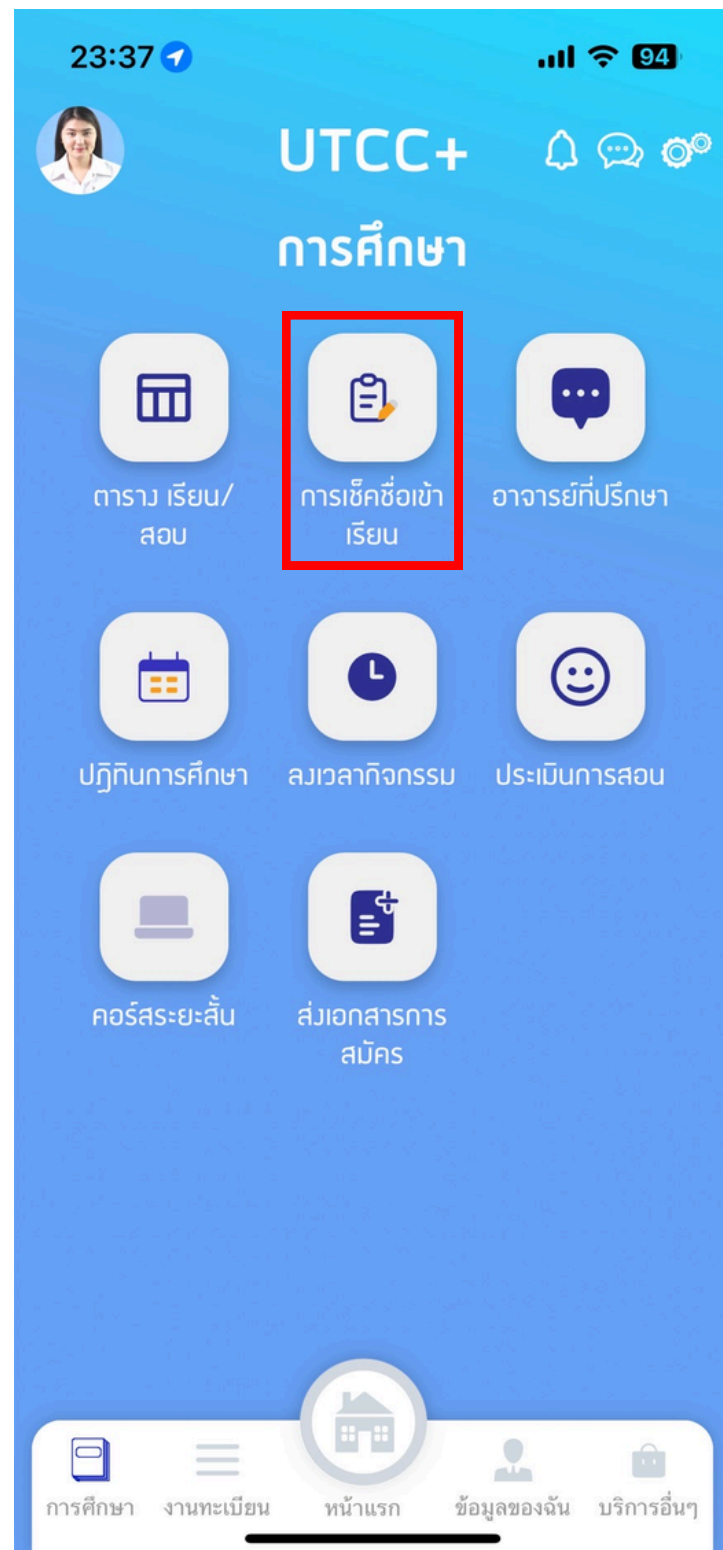 23:37
94
UTCC+
การศึกษา
ตาราง เรียน/
สอบ
การเช็คชื่อเข้า
เรียน
อาจารย์ที่ปรึกษา
ปฏิทินการศึกษา
ลงเวลากิจกรรม
ประเมินการสอน
คอร์สระยะสั้น
ส่งเอกสารการ
สมัคร
การศึกษา
งานทะเบียน
หน้าแรก
ข้อมูลของฉัน
บริการอื่นๆ